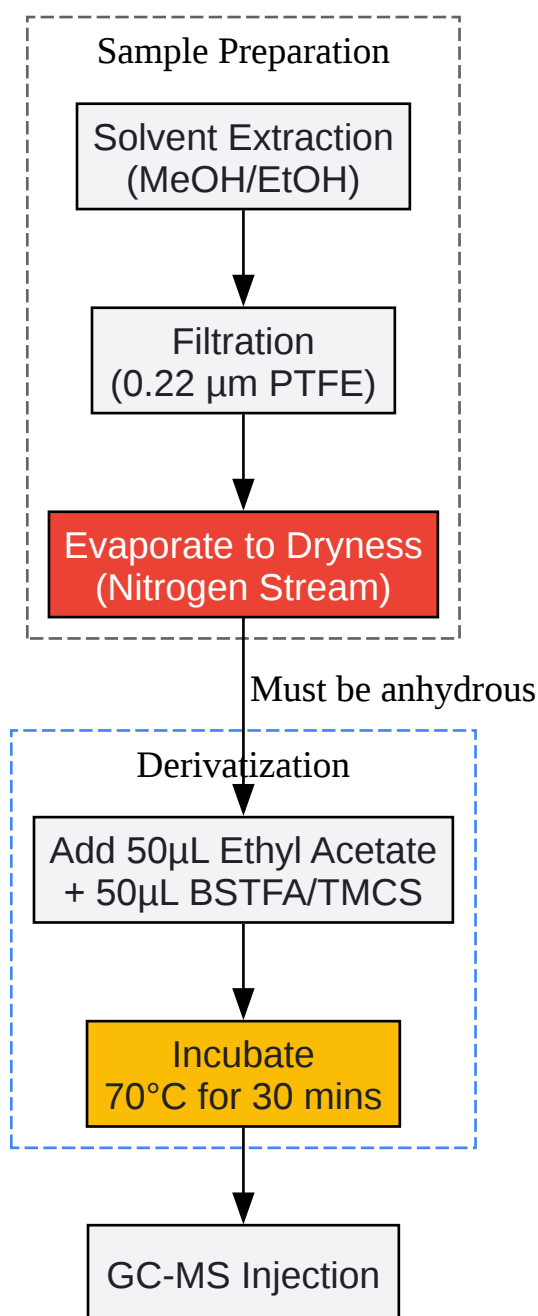 Sample Preparation
Solvent Extraction
(MeOH/EtOH)
Filtration
(0.22 µm PTFE)
Evaporate to Dryness
(Nitrogen Stream)
Must be anhydrous
Derivatization
Add 50µL Ethyl Acetate
+ 50µL BSTFA/TMCS
Incubate
70°C for 30 mins
GC-MS Injection